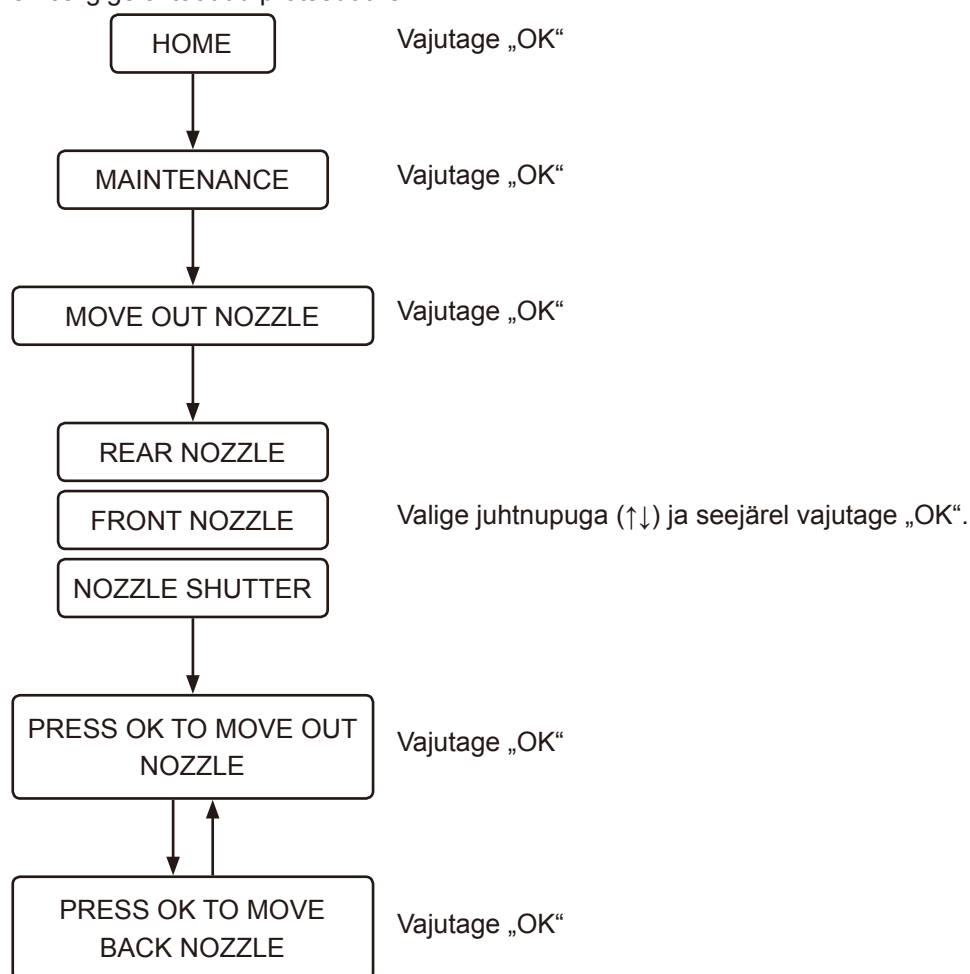 HOME
Vajutage „OK“
MAINTENANCE
Vajutage „OK“
MOVE OUT NOZZLE
Vajutage „OK“
REAR NOZZLE
FRONT NOZZLE
Valige juhtnupuga (↑↓) ja seejärel vajutage „OK“.
NOZZLE SHUTTER
PRESS OK TO MOVE OUT
NOZZLE
Vajutage „OK“
PRESS OK TO MOVE
BACK NOZZLE
Vajutage „OK“